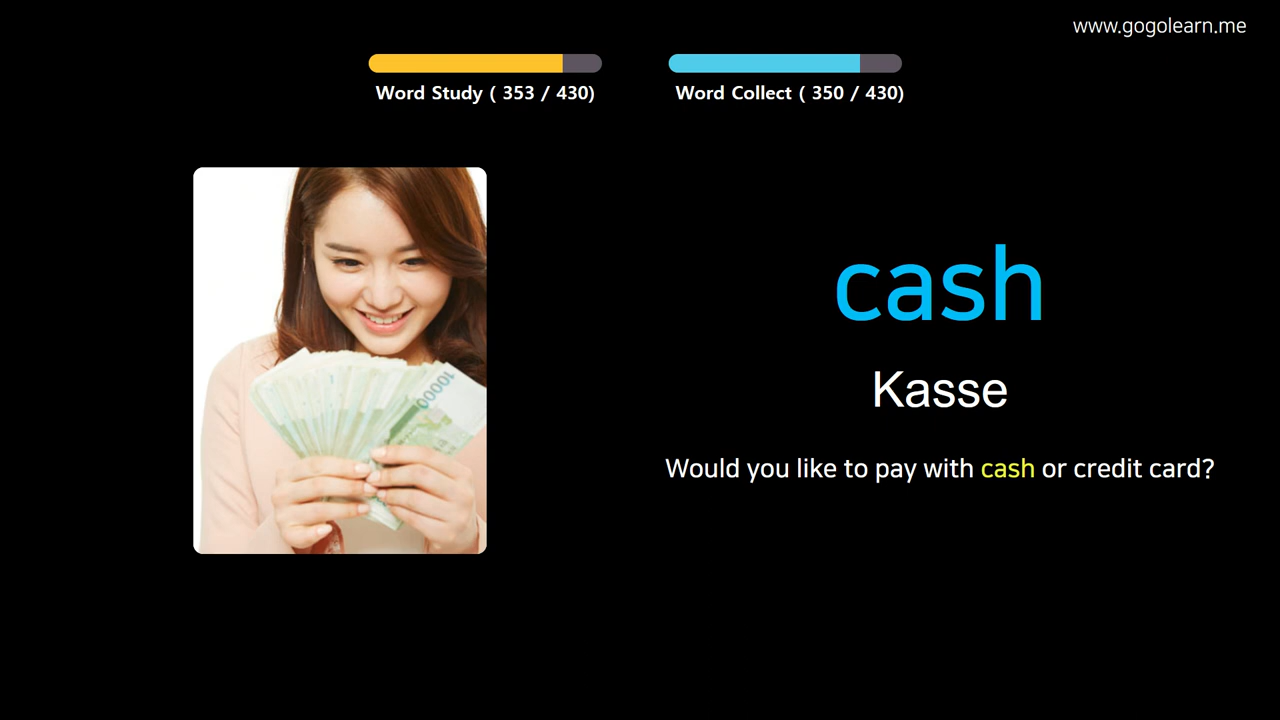 www.gogolearn.me
Word Study ( 353 / 430)
Word Collect ( 350 / 430)
10000
cash
Kasse
Would you like to pay with cash or credit card?